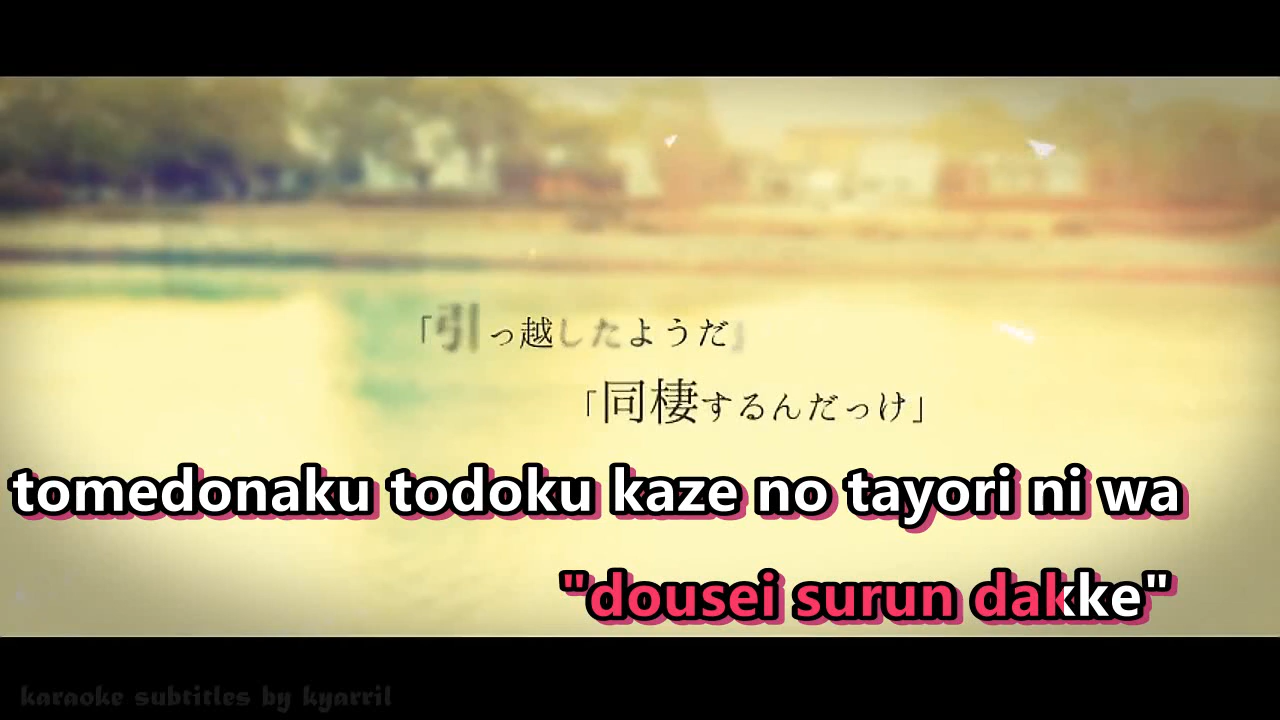 「引っ越したようだ」
「同棲するんだっけ」
tomedonaku todoku kaze no tayori ni wa
"dousei surun dakke"
karaoke subtitles by kyarril